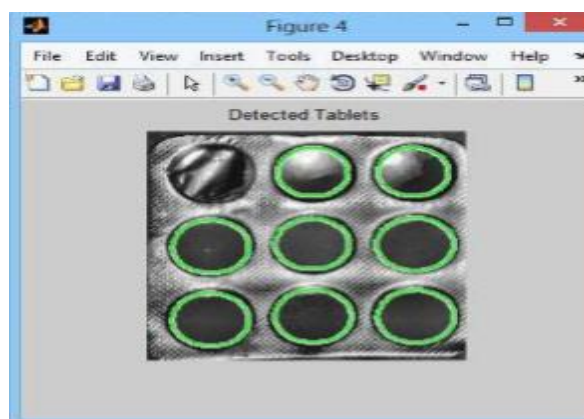 Figure 4
File Edit View Insert Tools Desktop Window Help
Detected Tablets